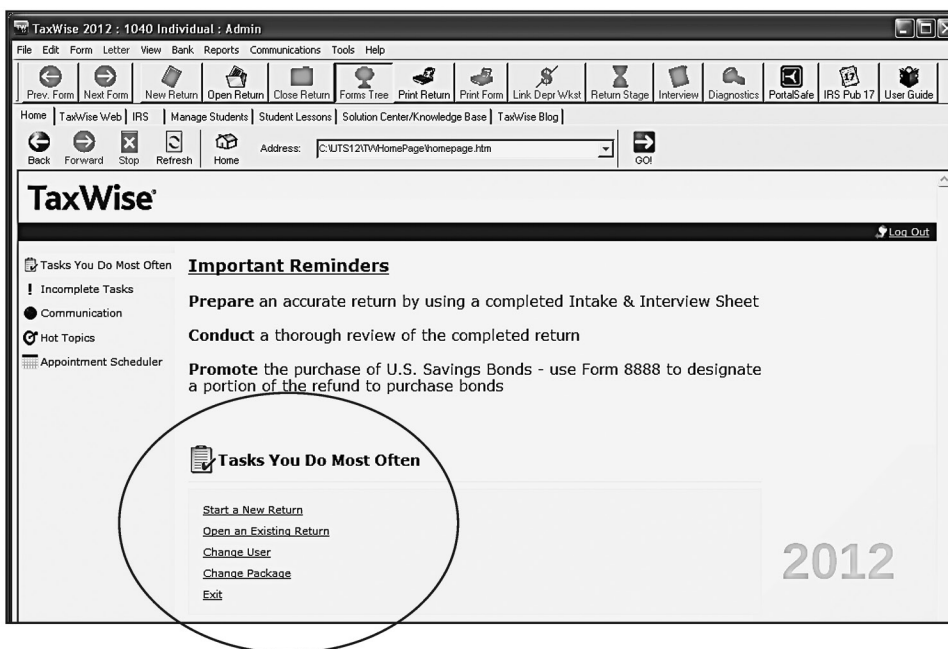 TaxWise 2012 : 1040 Individual : Admin
File Edit Form Letter View Bank Reports Communications Tools Help
Prev. Form Next Form New Return Open Return Close Return Forms Tree Print Return Print Form Link Depr Wkst Return Stage Interview Diagnostics PortalSafe IRS Pub 17 User Guide
Home TaxWise Web IRS Manage Students Student Lessons Solution Center/Knowledge Base TaxWise Blog
Back Forward Stop Refresh Home Address: C:\UTS12\TWHomePage\homepage.htm GO!
TaxWise®
Log Out
Tasks You Do Most Often
Incomplete Tasks
Communication
Hot Topics
Appointment Scheduler
Important Reminders
Prepare an accurate return by using a completed Intake & Interview Sheet
Conduct a thorough review of the completed return
Promote the purchase of U.S. Savings Bonds - use Form 8888 to designate
a portion of the refund to purchase bonds
Tasks You Do Most Often
Start a New Return
Open an Existing Return
Change User
Change Package
Exit
2012